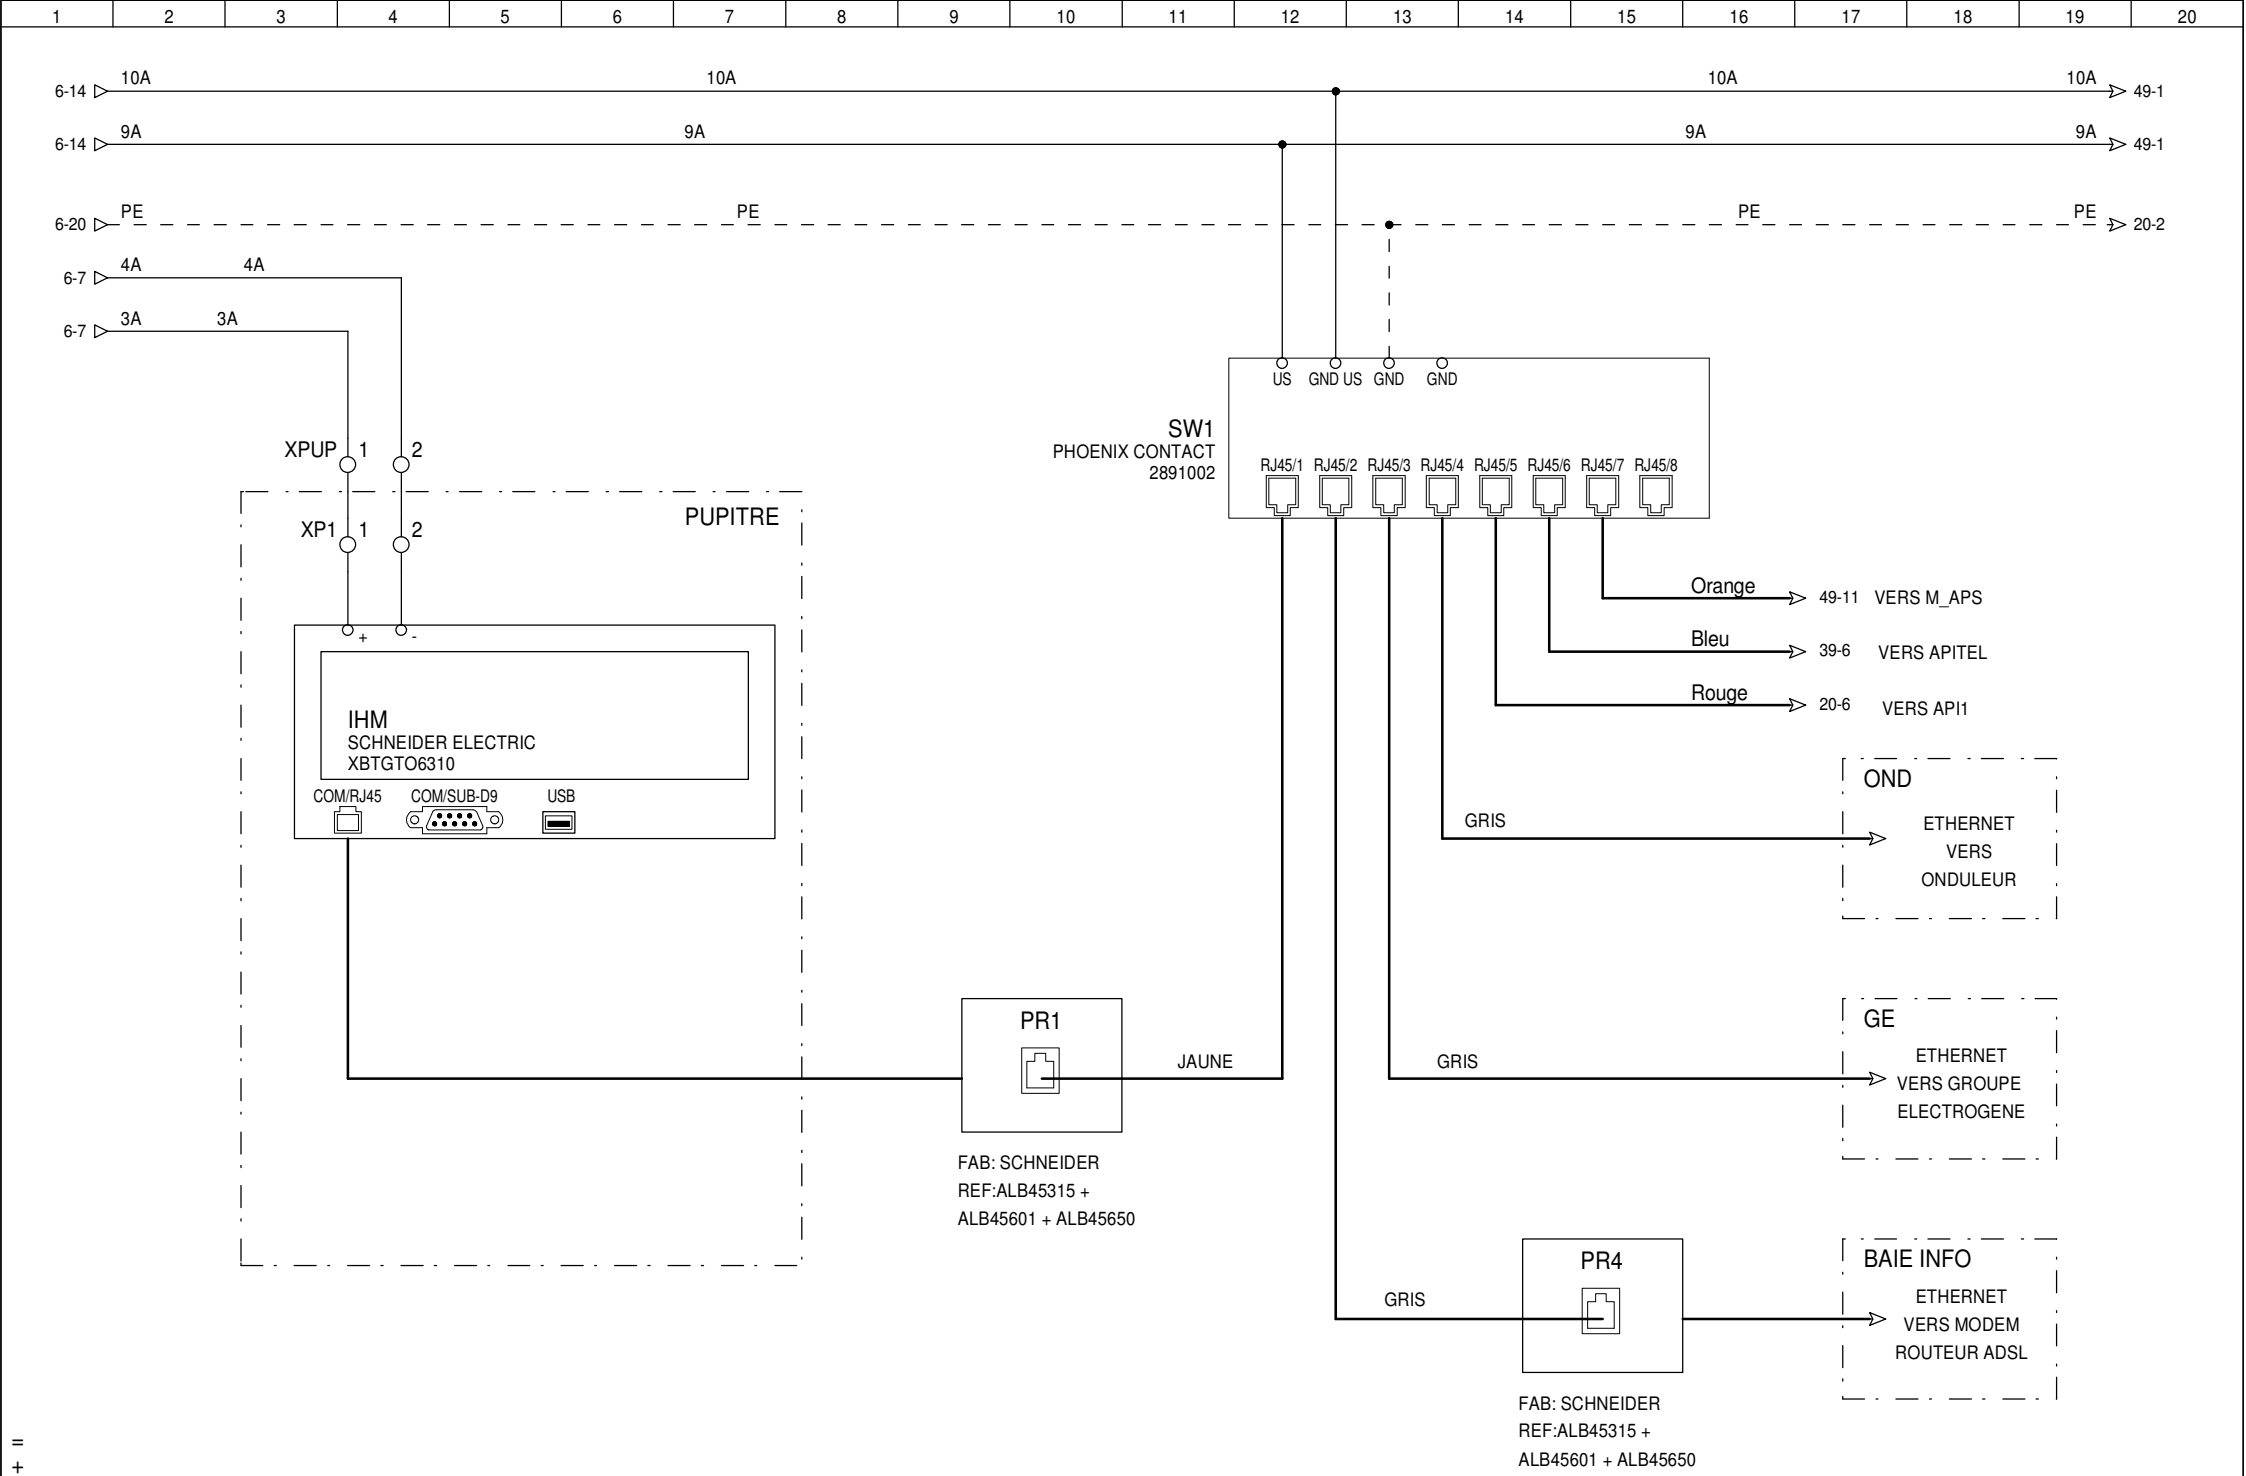 1 2 3 4 5 6 7 8 9 10 11 12 13 14 15 16 17 18 19 20
10A 10A 10A 10A
6-14 49-1
9A 9A 9A 9A
6-14 49-1
PE PE PE PE
6-20 20-2
4A 4A
6-7
3A 3A
6-7
US GND US GND GND
SW1
PHOENIX CONTACT
2891002
RJ45/1 RJ45/2 RJ45/3 RJ45/4 RJ45/5 RJ45/6 RJ45/7 RJ45/8
XPUP 1 2
PUPITRE
XP1 1 2
+ -
IHM
SCHNEIDER ELECTRIC
XBTGTO6310
COM/RJ45 COM/SUB-D9 USB
Orange 49-11 VERS M_APS
Bleu 39-6 VERS APITEL
Rouge 20-6 VERS API1
OND
GRIS
ETHERNET
VERS
ONDULEUR
PR1
JAUNE
FAB: SCHNEIDER
REF:ALB45315 +
ALB45601 + ALB45650
GE
GRIS
ETHERNET
VERS GROUPE
ELECTROGENE
PR4
GRIS
FAB: SCHNEIDER
REF:ALB45315 +
ALB45601 + ALB45650
BAIE INFO
ETHERNET
VERS MODEM
ROUTEUR ADSL
=
+